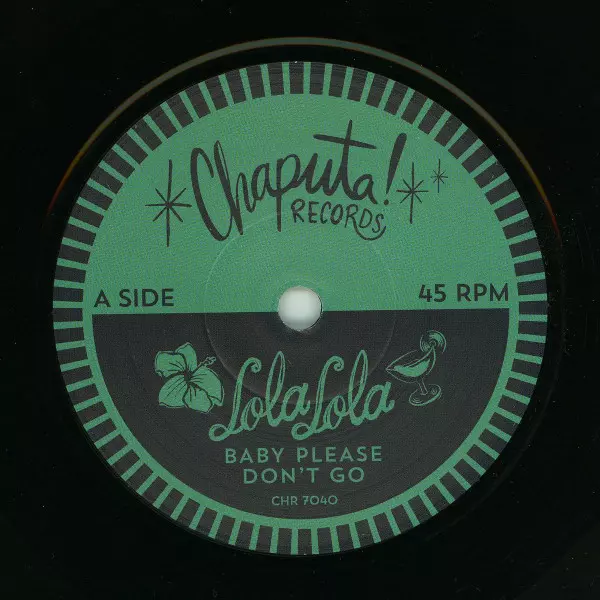 Chaputa!
RECORDS
A SIDE
45 RPM
Lola Lola
BABY PLEASE
DON'T GO
CHR 7040